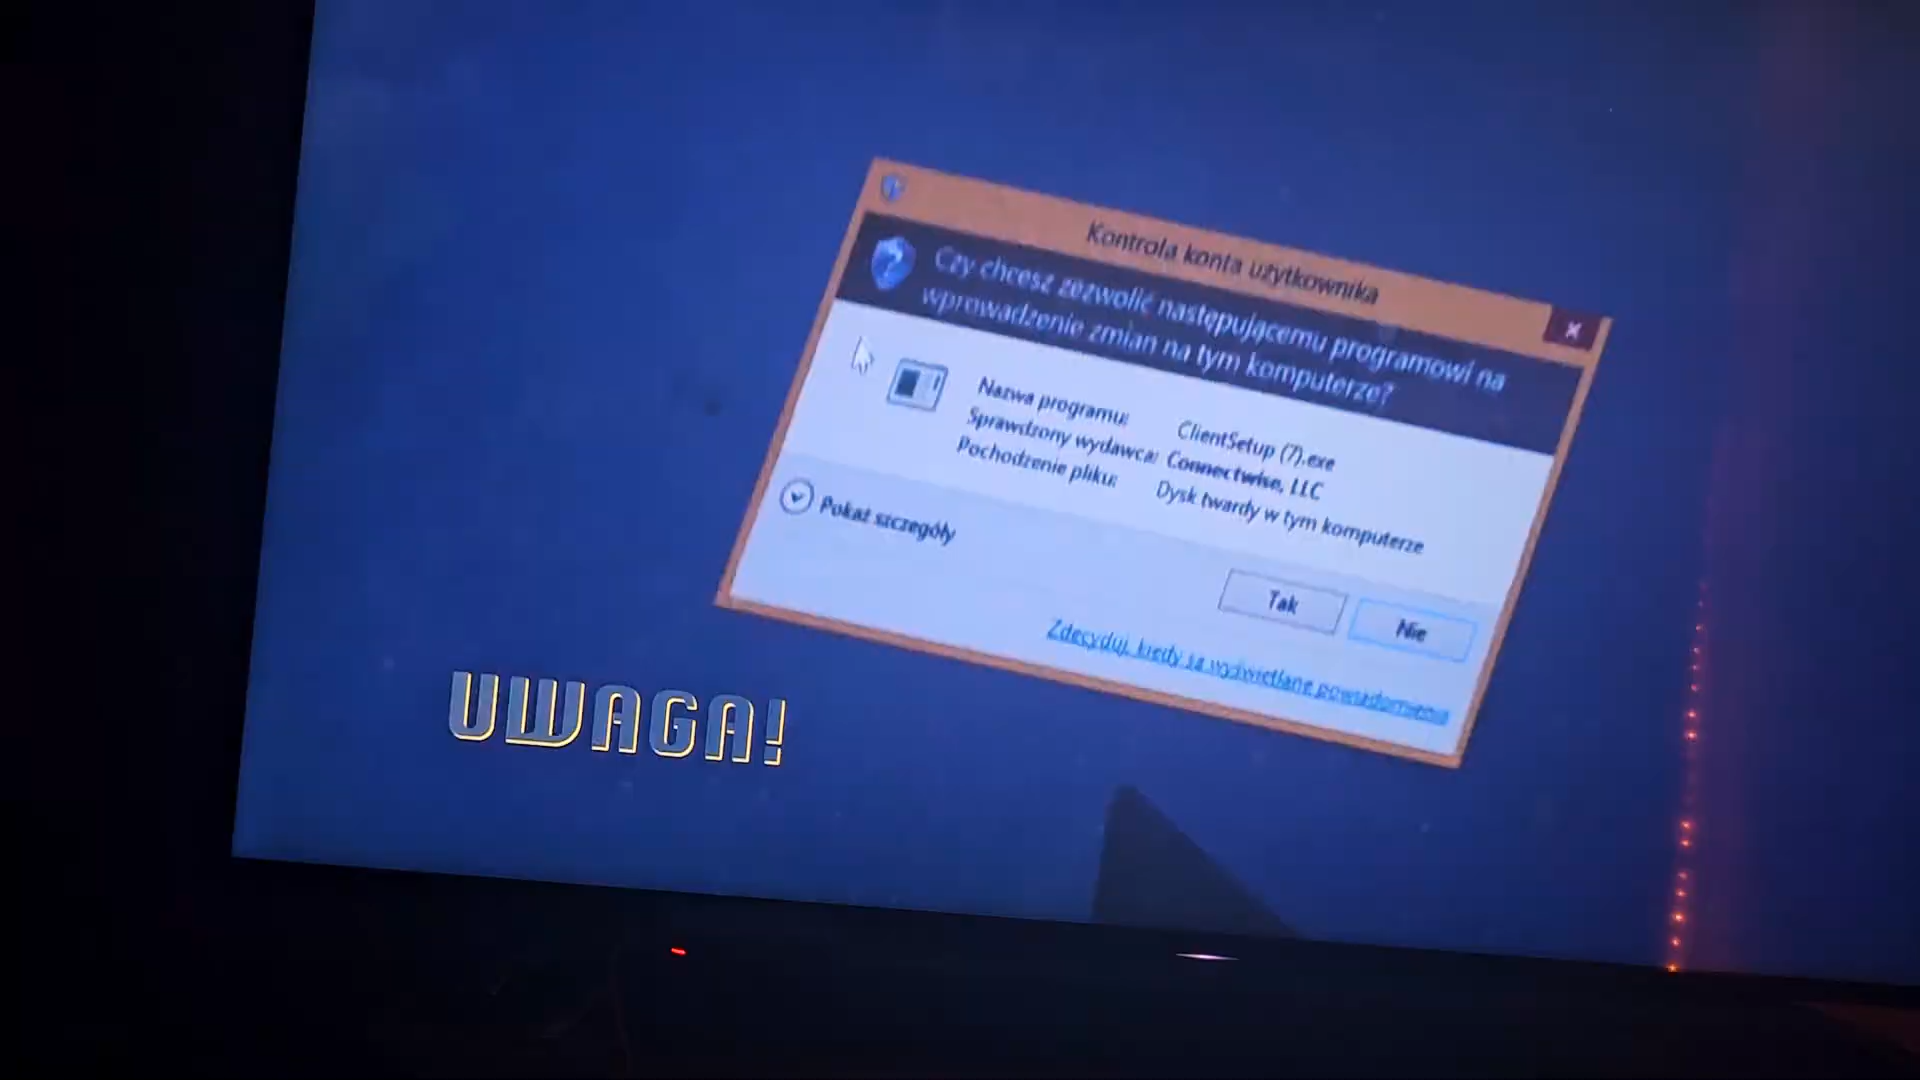 Kontrola konta użytkownika
Czy chcesz zezwolić następującemu programowi na
wprowadzenie zmian na tym komputerze?
Nazwa programu: ClientSetup (7).exe
Sprawdzony wydawca: Connectwise, LLC
Pochodzenie pliku: Dysk twardy w tym komputerze
Pokaż szczegóły
Tak
Nie
Zdecyduj, kiedy są wyświetlane powiadomienia
UWAGA!